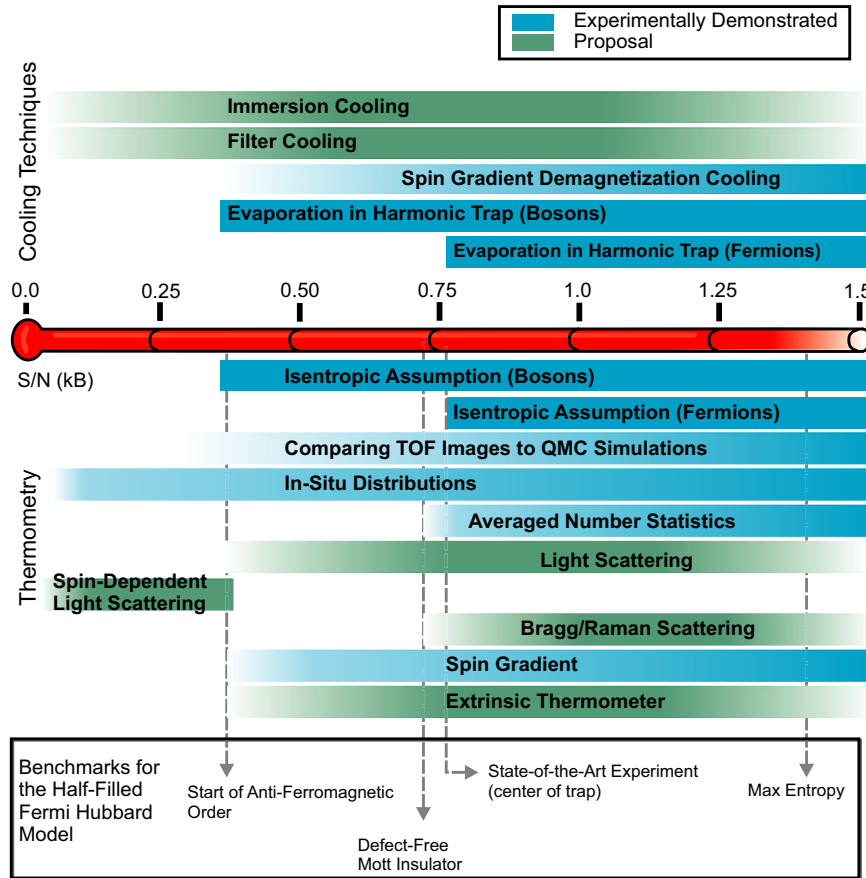 Experimentally Demonstrated
Proposal
Cooling Techniques
Immersion Cooling
Filter Cooling
Spin Gradient Demagnetization Cooling
Evaporation in Harmonic Trap (Bosons)
Evaporation in Harmonic Trap (Fermions)
0.0 0.25 0.50 0.75 1.0 1.25 1.5
S/N (kB)
Isentropic Assumption (Bosons)
Isentropic Assumption (Fermions)
Comparing TOF Images to QMC Simulations
In-Situ Distributions
Averaged Number Statistics
Light Scattering
Thermometry
Spin-Dependent
Light Scattering
Bragg/Raman Scattering
Spin Gradient
Extrinsic Thermometer
Benchmarks for
the Half-Filled
Fermi Hubbard
Model
Start of Anti-Ferromagnetic
Order
Defect-Free
Mott Insulator
State-of-the-Art Experiment
(center of trap)
Max Entropy